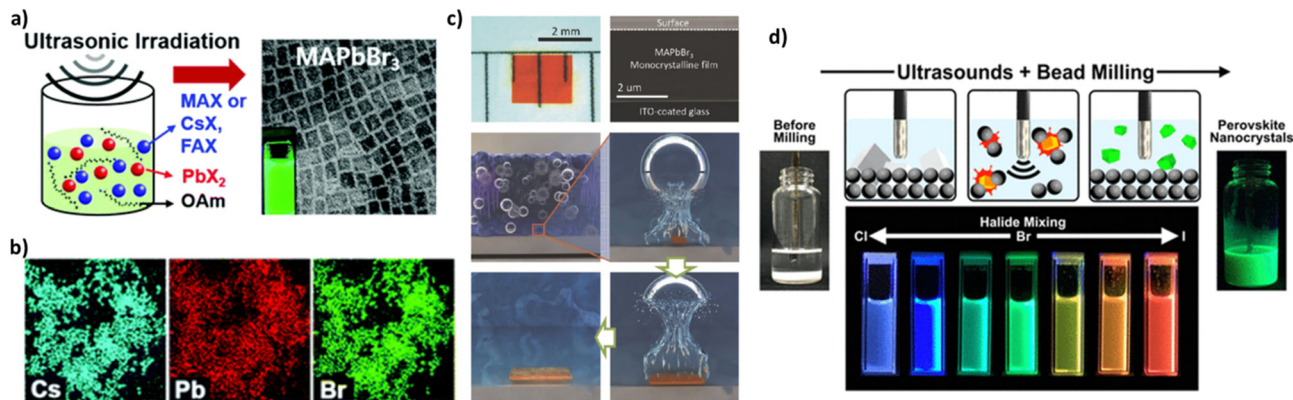 a)
Ultrasonic Irradiation
MAX or
CsX,
FAX
PbX₂
OAm
MAPbBr₃
b)
Cs
Pb
Br
c)
2 mm
Surface
MAPbBr₃
Monocrystalline film
2 um
ITO-coated glass
d)
Ultrasounds + Bead Milling
Before
Milling
Perovskite
Nanocrystals
Halide Mixing
Cl
Br
I